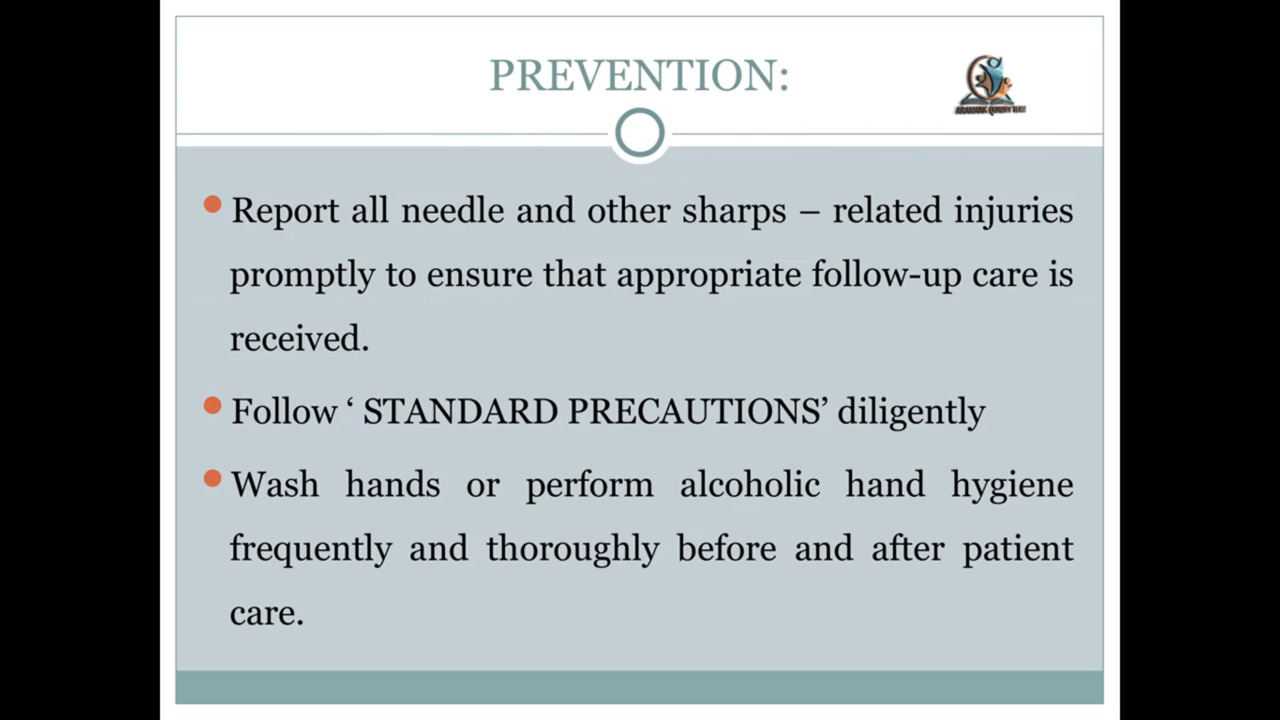 PREVENTION:
Report all needle and other sharps – related injuries
promptly to ensure that appropriate follow-up care is
received.
Follow ‘ STANDARD PRECAUTIONS’ diligently
Wash hands or perform alcoholic hand hygiene
frequently and thoroughly before and after patient
care.